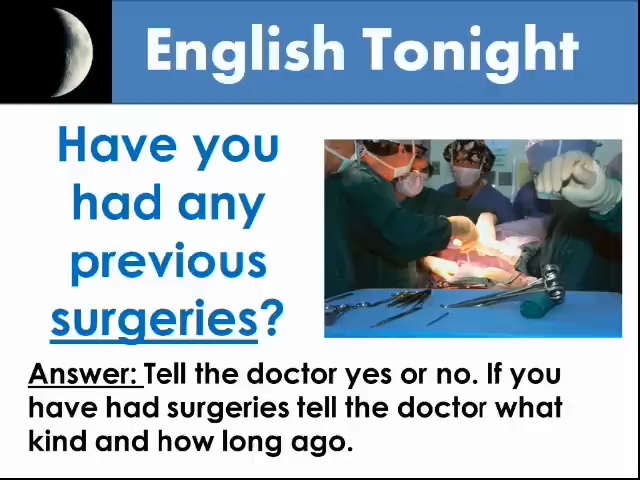 English Tonight
Have you
had any
previous
surgeries?
Answer: Tell the doctor yes or no. If you
have had surgeries tell the doctor what
kind and how long ago.